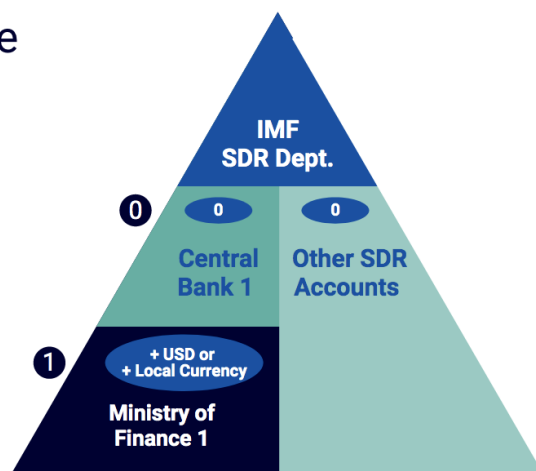 e
IMF
SDR Dept.
0
0
0
Central
Bank 1
Other SDR
Accounts
1
+ USD or
+ Local Currency
Ministry of
Finance 1